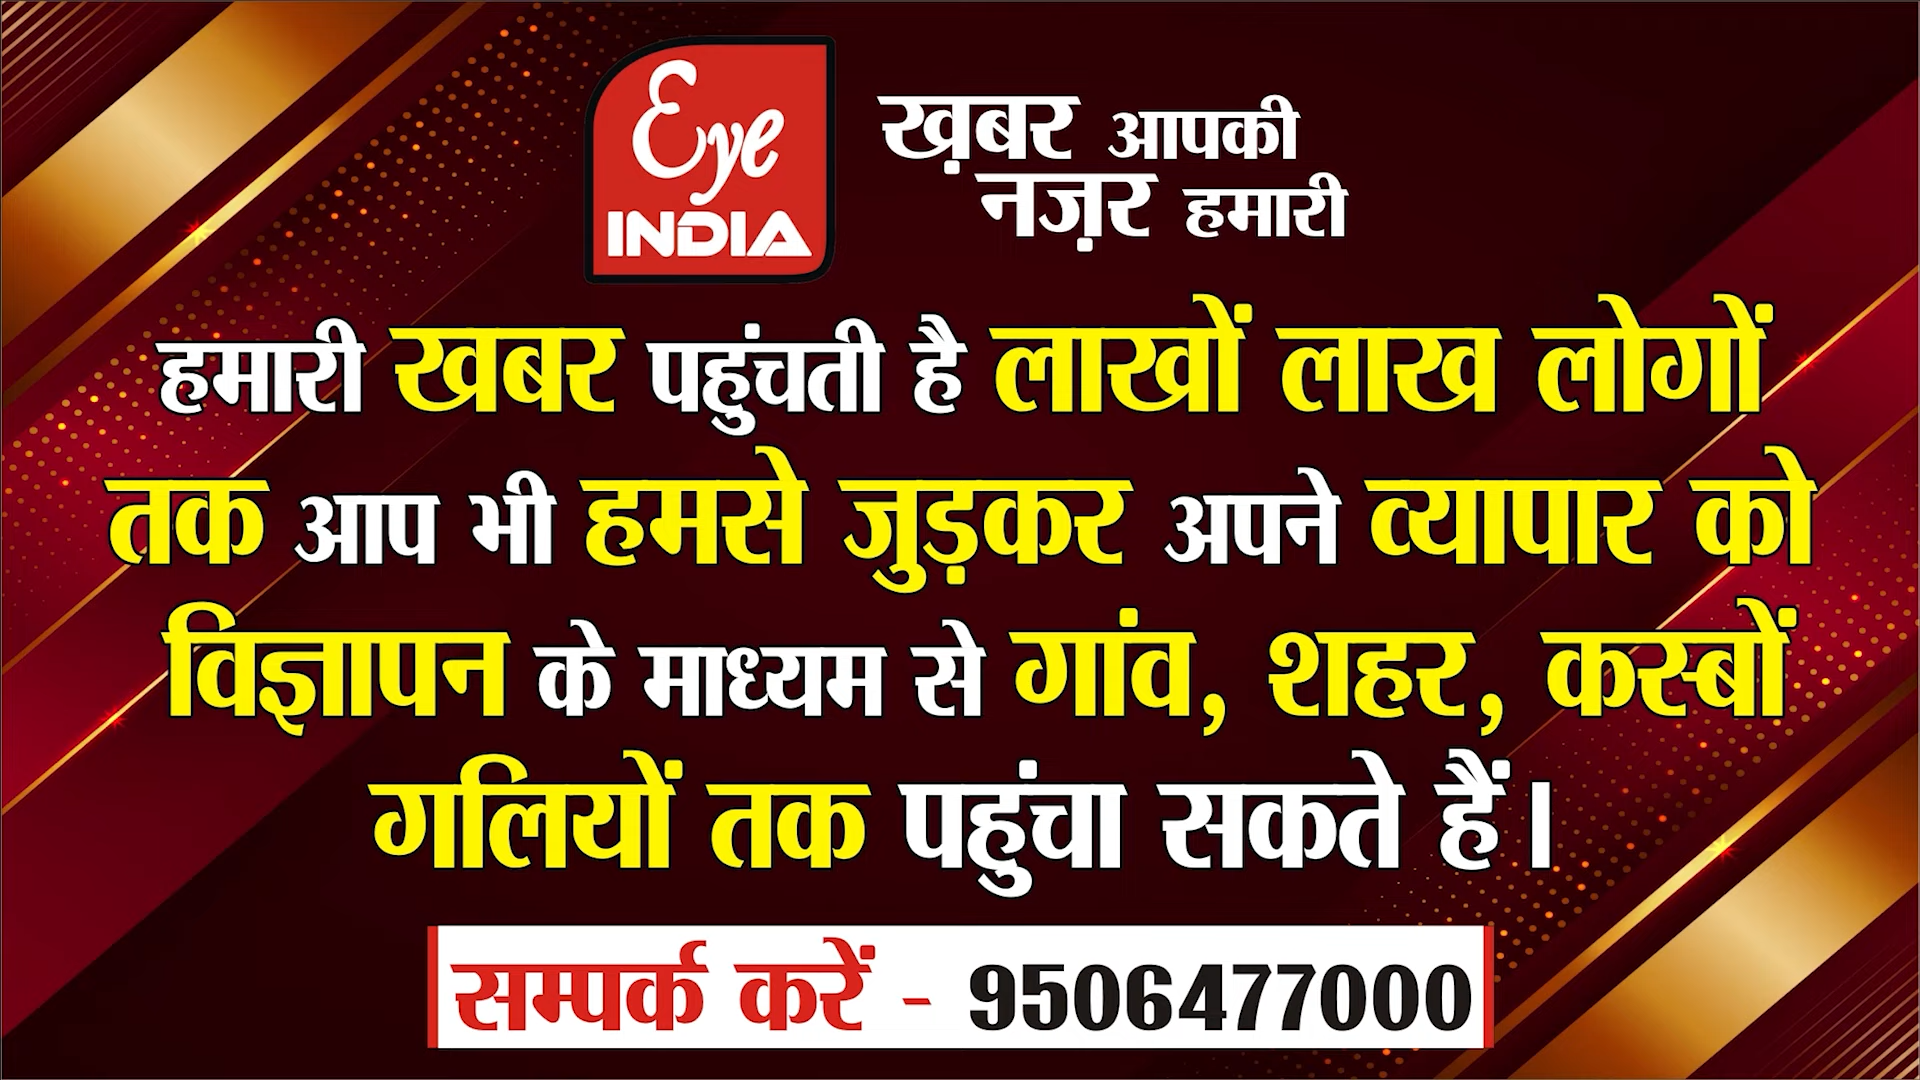 Eye
INDIA
ख़बर आपकी
नज़र हमारी
हमारी खबर पहुंचती है लाखों लाख लोगों
तक आप भी हमसे जुड़कर अपने व्यापार को
विज्ञापन के माध्यम से गांव, शहर, कस्बों
गलियों तक पहुंचा सकते हैं।
सम्पर्क करें - 9506477000